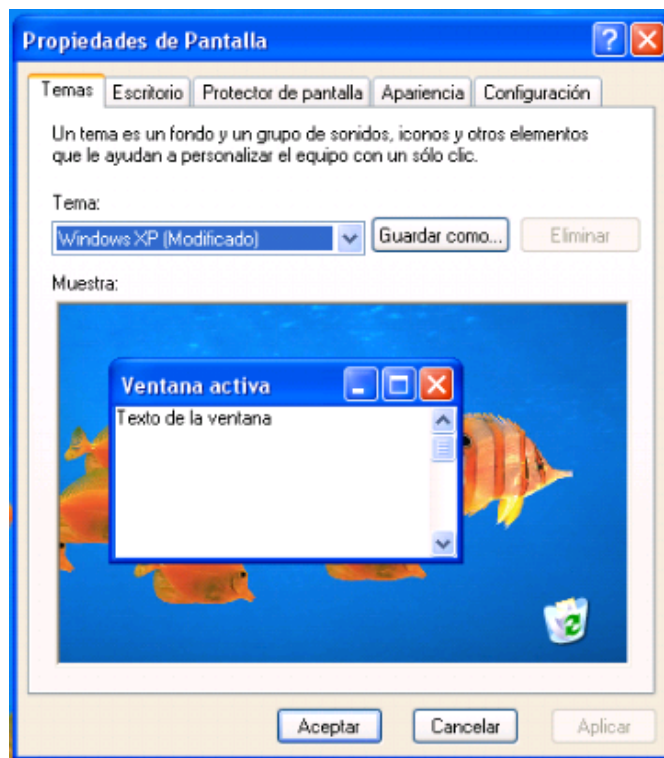 Propiedades de Pantalla
Temas Escritorio Protector de pantalla Apariencia Configuración
Un tema es un fondo y un grupo de sonidos, iconos y otros elementos
que le ayudan a personalizar el equipo con un sólo clic.
Tema:
Windows XP (Modificado) Guardar como... Eliminar
Muestra:
Ventana activa
Texto de la ventana
Aceptar Cancelar Aplicar